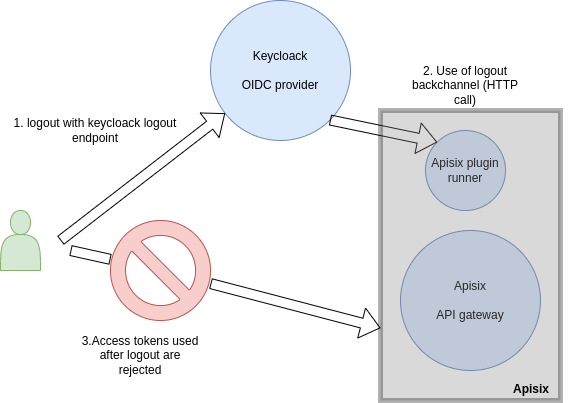 Keycloack
OIDC provider
2. Use of logout
backchannel (HTTP
call)
1. logout with keycloack logout
endpoint
Apisix plugin
runner
Apisix
API gateway
3.Access tokens used
after logout are
rejected
Apisix